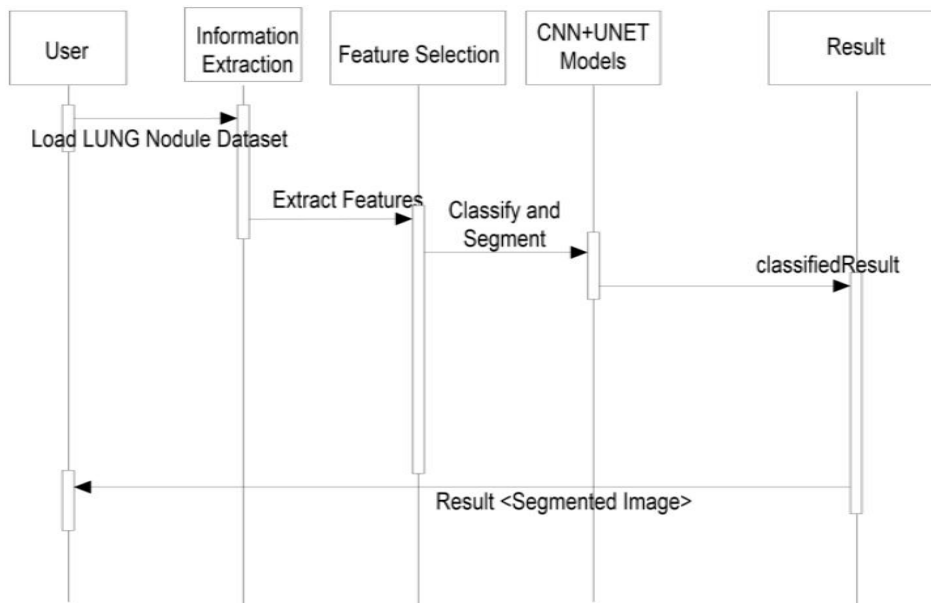 User
Information
Extraction
Feature Selection
CNN+UNET
Models
Result
Load LUNG Nodule Dataset
Extract Features
Classify and
Segment
classifiedResult
Result <Segmented Image>